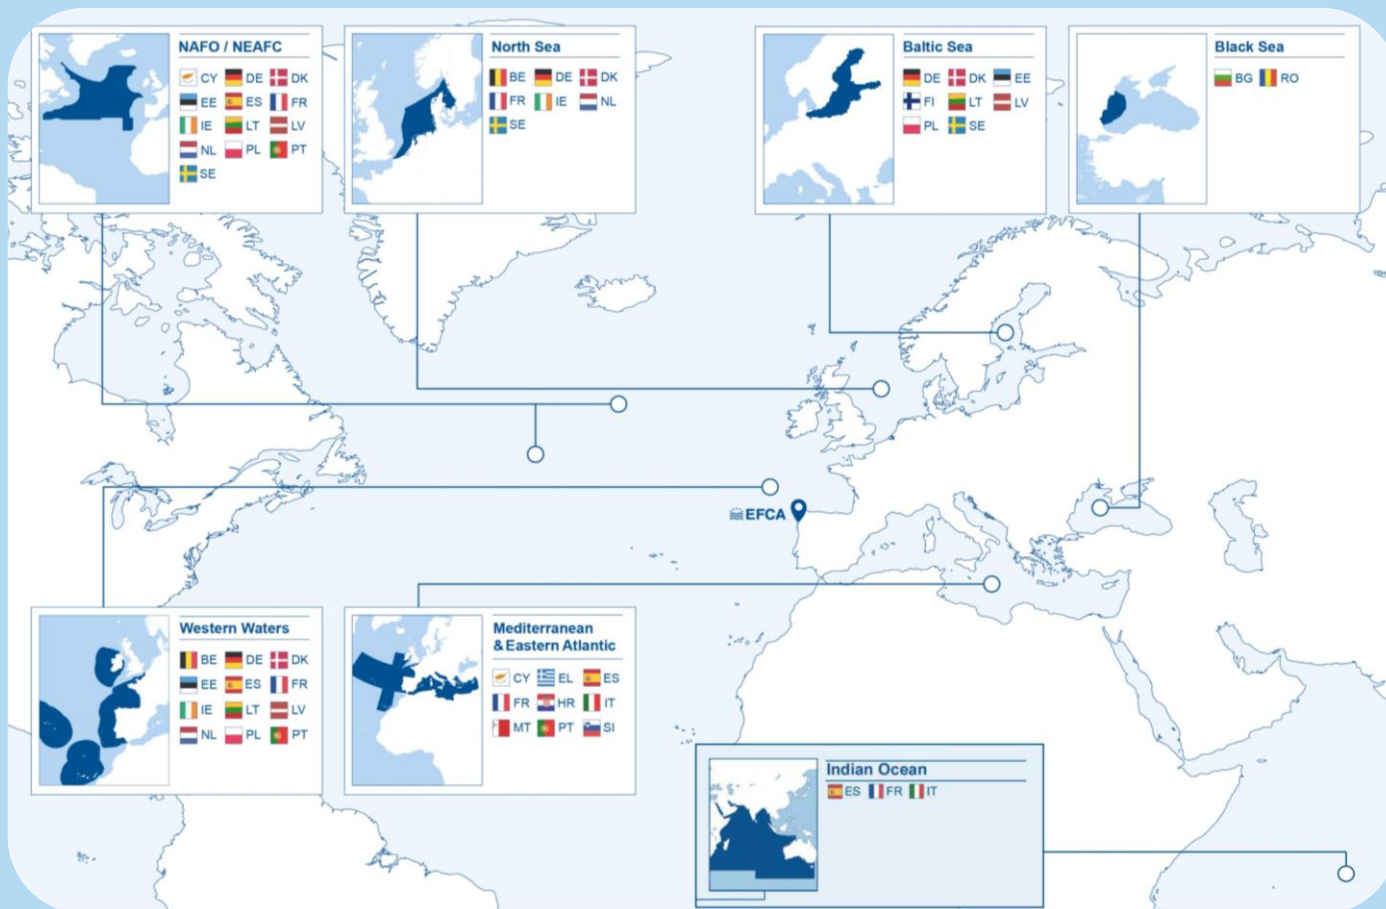 NAFO / NEAFC
CY DE DK
EE ES FR
IE LT LV
NL PL PT
SE
North Sea
BE DE DK
FR IE NL
SE
Baltic Sea
DE DK EE
FI LT LV
PL SE
Black Sea
BG RO
EFCA
Western Waters
BE DE DK
EE ES FR
IE LT LV
NL PL PT
Mediterranean
& Eastern Atlantic
CY EL ES
FR HR IT
MT PT SI
Indian Ocean
ES FR IT